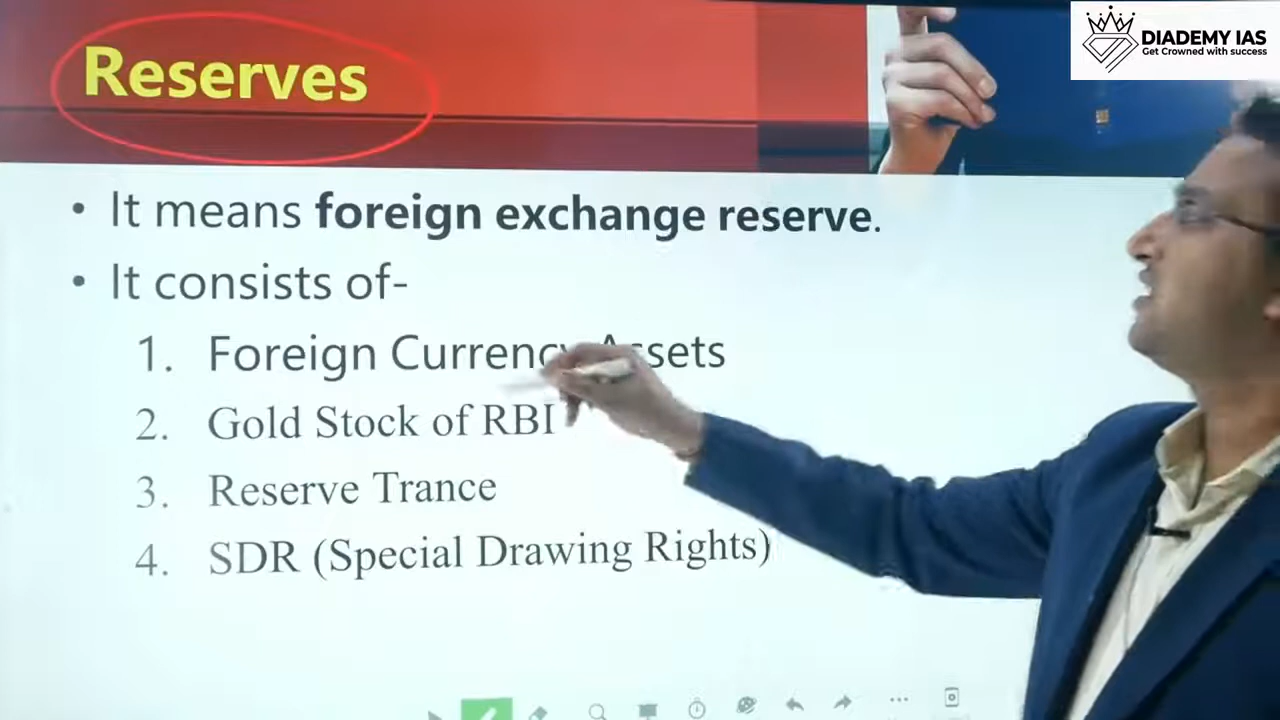 DIADEMY IAS
Get Crowned with success
Reserves
• It means foreign exchange reserve.
• It consists of-
1. Foreign Currency Assets
2. Gold Stock of RBI
3. Reserve Trance
4. SDR (Special Drawing Rights)